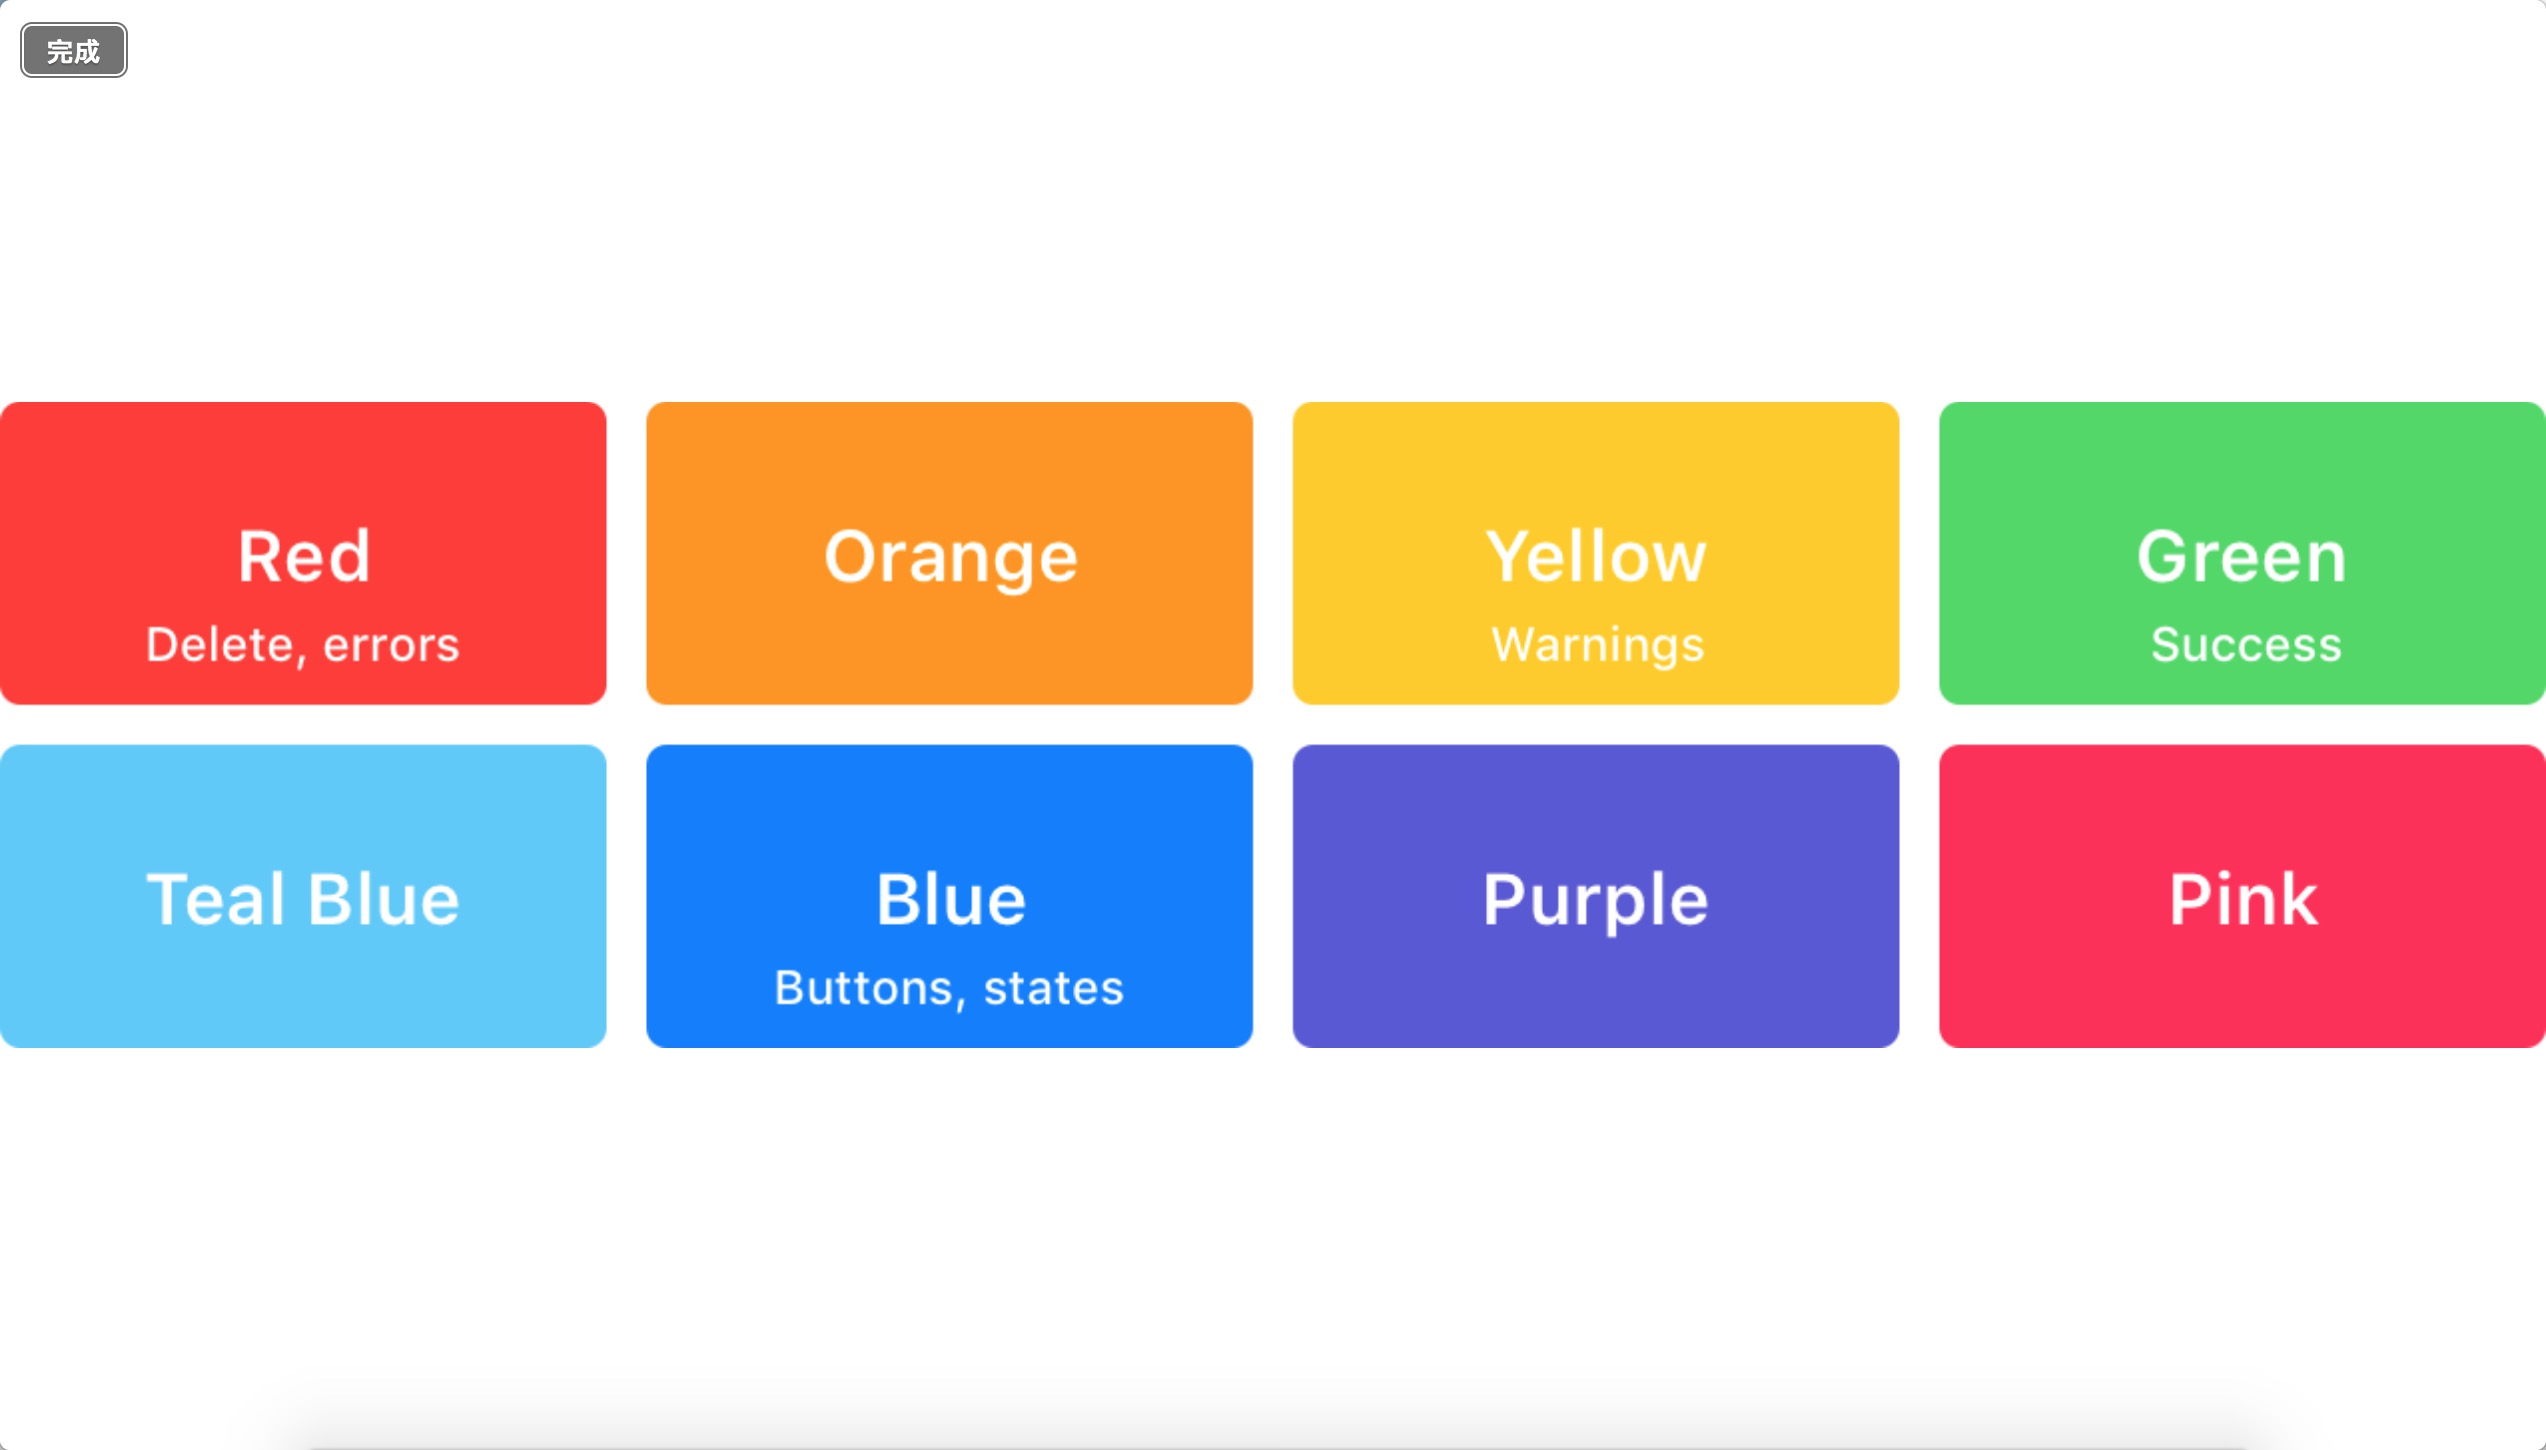 完成
Red
Delete, errors
Orange
Yellow
Warnings
Green
Success
Teal Blue
Blue
Buttons, states
Purple
Pink